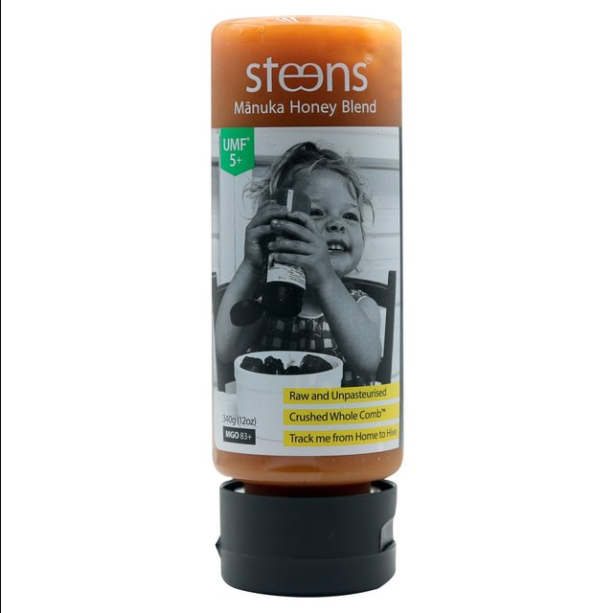 steens
Mānuka Honey Blend
UMF®
5+
Raw and Unpasteurised
Crushed Whole Comb™
Track me from Home to Hive
340g (12oz)
MGO 83+